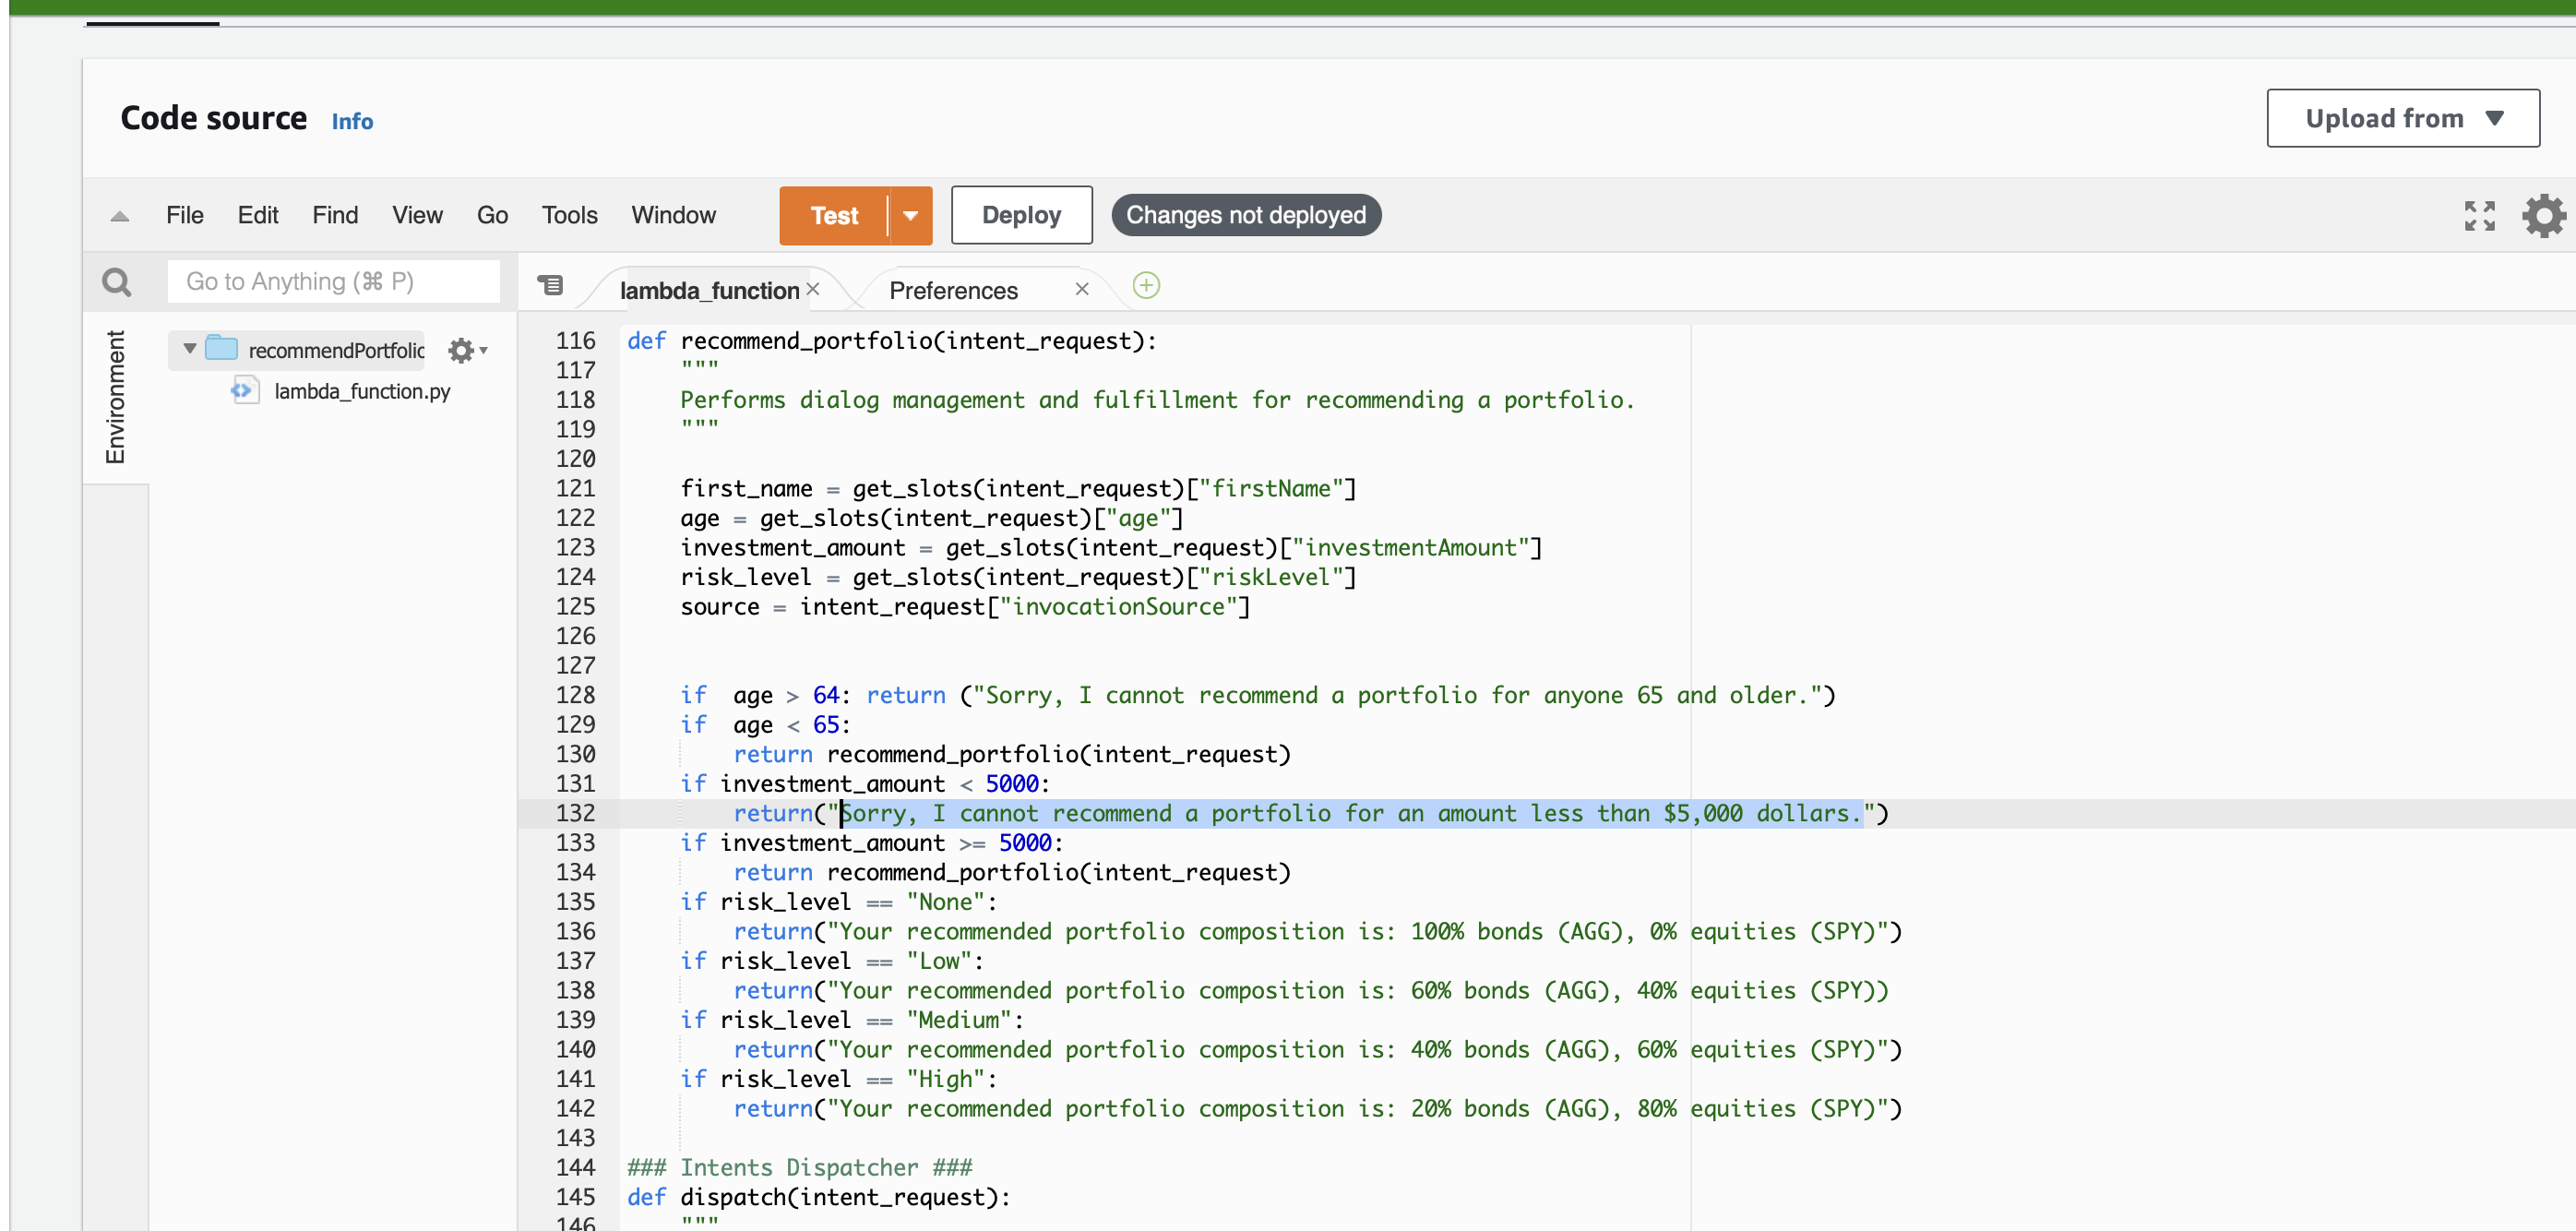 Code source Info
Upload from
File Edit Find View Go Tools Window Test Deploy Changes not deployed
Go to Anything (⌘ P)
lambda_function × Preferences ×
Environment
recommendPortfolic
lambda_function.py
116 def recommend_portfolio(intent_request):
117     """
118     Performs dialog management and fulfillment for recommending a portfolio.
119     """
120
121     first_name = get_slots(intent_request)["firstName"]
122     age = get_slots(intent_request)["age"]
123     investment_amount = get_slots(intent_request)["investmentAmount"]
124     risk_level = get_slots(intent_request)["riskLevel"]
125     source = intent_request["invocationSource"]
126
127
128     if  age > 64: return ("Sorry, I cannot recommend a portfolio for anyone 65 and older.")
129     if  age < 65:
130         return recommend_portfolio(intent_request)
131     if investment_amount < 5000:
132         return("Sorry, I cannot recommend a portfolio for an amount less than $5,000 dollars.")
133     if investment_amount >= 5000:
134         return recommend_portfolio(intent_request)
135     if risk_level == "None":
136         return("Your recommended portfolio composition is: 100% bonds (AGG), 0% equities (SPY)")
137     if risk_level == "Low":
138         return("Your recommended portfolio composition is: 60% bonds (AGG), 40% equities (SPY))
139     if risk_level == "Medium":
140         return("Your recommended portfolio composition is: 40% bonds (AGG), 60% equities (SPY)")
141     if risk_level == "High":
142         return("Your recommended portfolio composition is: 20% bonds (AGG), 80% equities (SPY)")
143
144 ### Intents Dispatcher ###
145 def dispatch(intent_request):
146     """